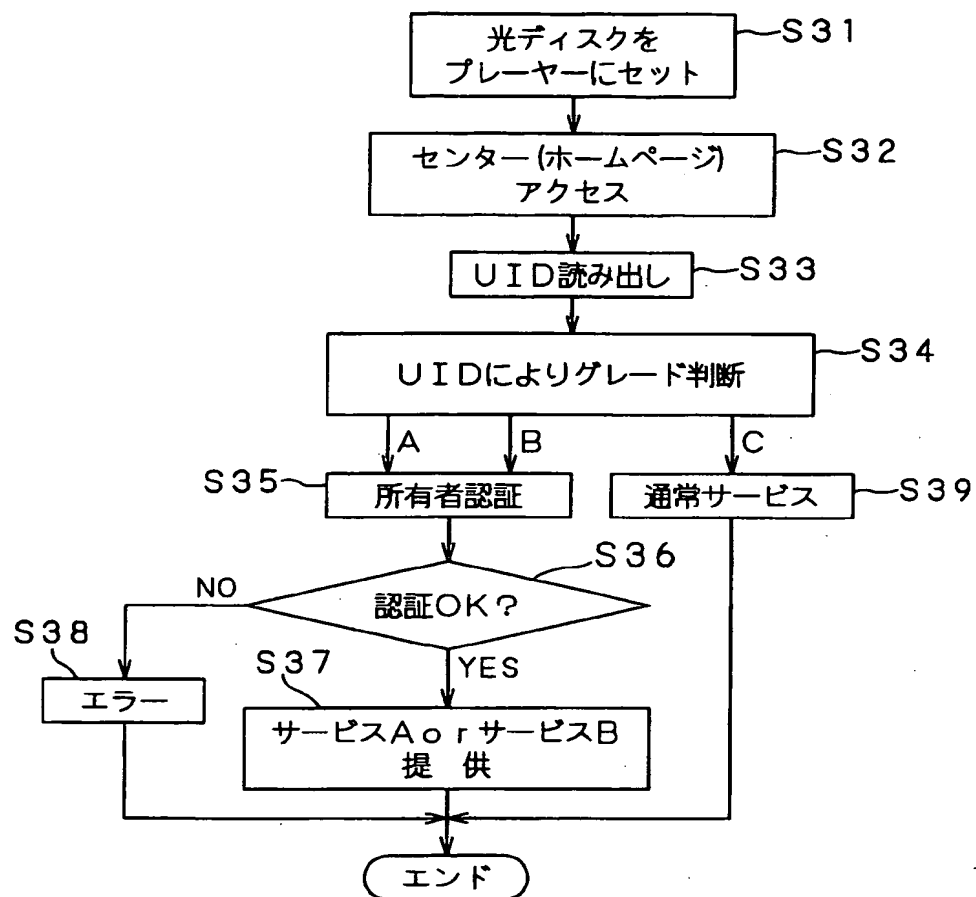 光ディスクを
プレーヤーにセット
S31
センター(ホームページ)
アクセス
S32
UID読み出し
S33
UIDによりグレード判断
S34
A
B
C
S35
所有者認証
通常サービス
S39
S36
認証OK?
NO
YES
S38
エラー
S37
サービスAorサービスB
提 供
エンド